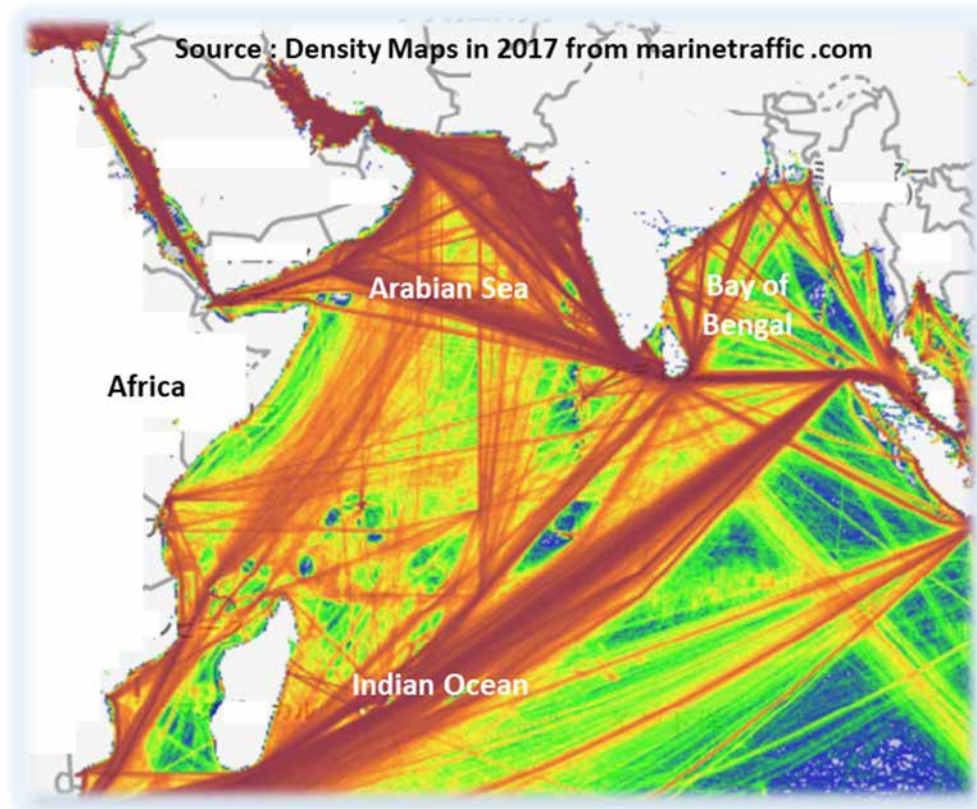 Source : Density Maps in 2017 from marinetraffic .com
Arabian Sea
Bay of
Bengal
Africa
Indian Ocean